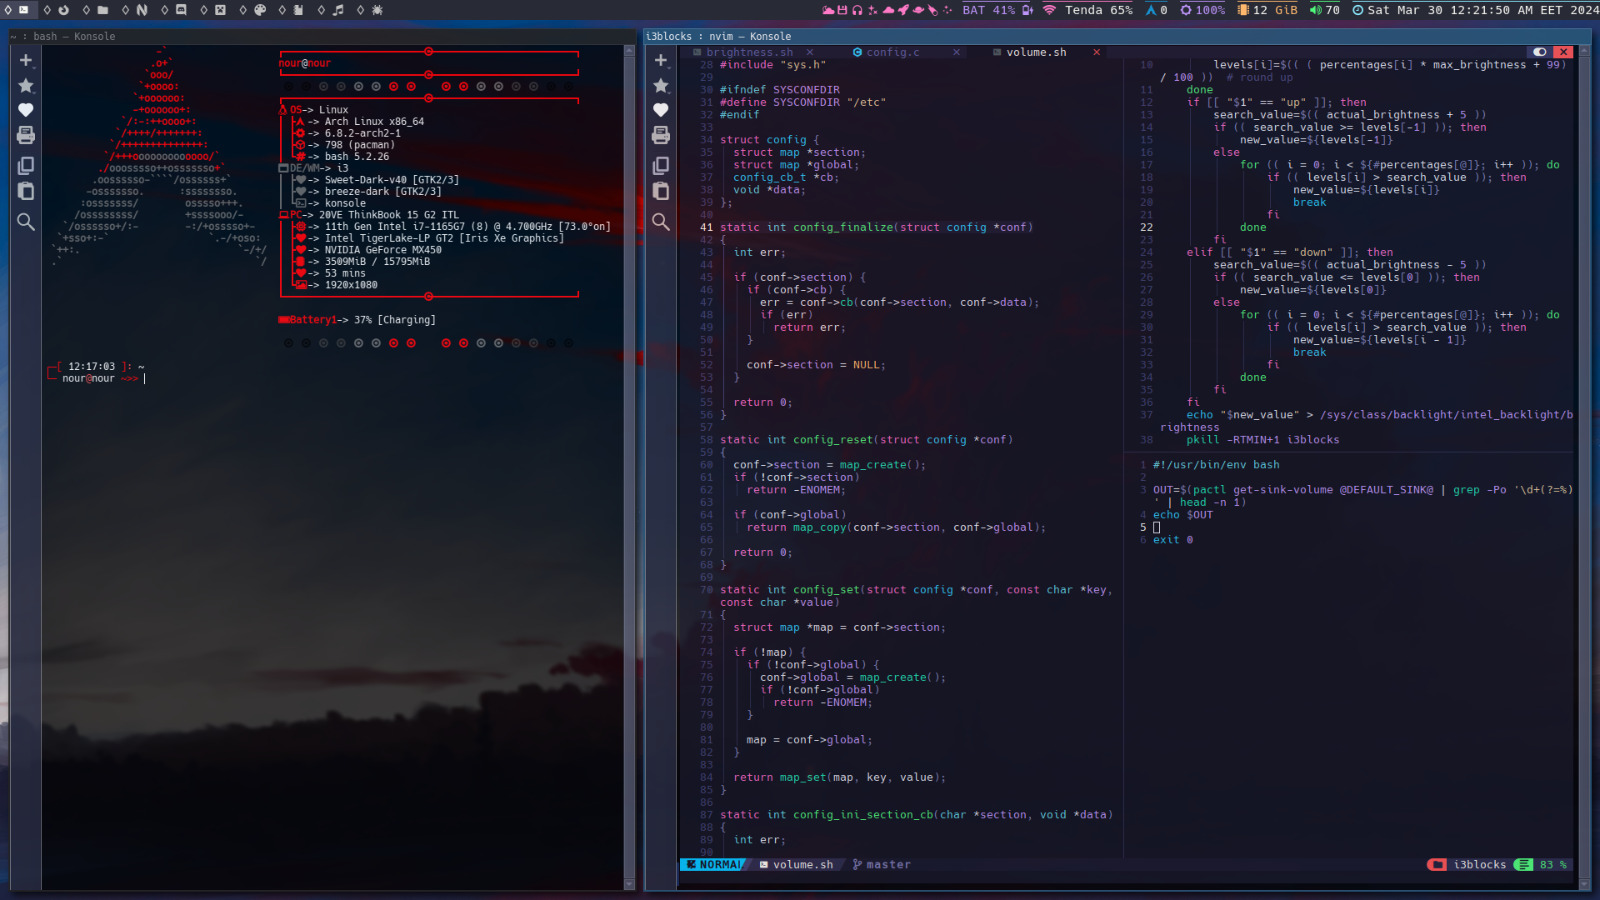 BAT 41% Tenda 65% 0 100% 12 GiB 70 Sat Mar 30 12:21:50 AM EET 2024
~ : bash — Konsole
nour@nour
OS-> Linux
-> Arch Linux x86_64
-> 6.8.2-arch2-1
-> 798 (pacman)
-> bash 5.2.26
DE/WM-> i3
-> Sweet-Dark-v40 [GTK2/3]
-> breeze-dark [GTK2/3]
-> konsole
PC-> 20VE ThinkBook 15 G2 ITL
-> 11th Gen Intel i7-1165G7 (8) @ 4.700GHz [73.0°on]
-> Intel TigerLake-LP GT2 [Iris Xe Graphics]
-> NVIDIA GeForce MX450
-> 3509MiB / 15795MiB
-> 53 mins
-> 1920x1080
Battery1-> 37% [Charging]
[ 12:17:03 ]: ~
nour@nour ~>>
i3blocks : nvim — Konsole
brightness.sh × config.c × volume.sh ×
28 #include "sys.h"
29
30 #ifndef SYSCONFDIR
31 #define SYSCONFDIR "/etc"
32 #endif
33
34 struct config {
35 struct map *section;
36 struct map *global;
37 config_cb_t *cb;
38 void *data;
39 };
40
41 static int config_finalize(struct config *conf)
42 {
43 int err;
44
45 if (conf->section) {
46 if (conf->cb) {
47 err = conf->cb(conf->section, conf->data);
48 if (err)
49 return err;
50 }
51
52 conf->section = NULL;
53 }
54
55 return 0;
56 }
57
58 static int config_reset(struct config *conf)
59 {
60 conf->section = map_create();
61 if (!conf->section)
62 return -ENOMEM;
63
64 if (conf->global)
65 return map_copy(conf->section, conf->global);
66
67 return 0;
68 }
69
70 static int config_set(struct config *conf, const char *key,
const char *value)
71 {
72 struct map *map = conf->section;
73
74 if (!map) {
75 if (!conf->global) {
76 conf->global = map_create();
77 if (!conf->global)
78 return -ENOMEM;
79 }
80
81 map = conf->global;
82 }
83
84 return map_set(map, key, value);
85 }
86
87 static int config_ini_section_cb(char *section, void *data)
88 {
89 int err;
90
10 levels[i]=$(( ( percentages[i] * max_brightness + 99)
/ 100 )) # round up
11 done
12 if [[ "$1" == "up" ]]; then
13 search_value=$(( actual_brightness + 5 ))
14 if (( search_value >= levels[-1] )); then
15 new_value=${levels[-1]}
16 else
17 for (( i = 0; i < ${#percentages[@]}; i++ )); do
18 if (( levels[i] > search_value )); then
19 new_value=${levels[i]}
20 break
21 fi
22 done
23 fi
24 elif [[ "$1" == "down" ]]; then
25 search_value=$(( actual_brightness - 5 ))
26 if (( search_value <= levels[0] )); then
27 new_value=${levels[0]}
28 else
29 for (( i = 0; i < ${#percentages[@]}; i++ )); do
30 if (( levels[i] > search_value )); then
31 new_value=${levels[i - 1]}
32 break
33 fi
34 done
35 fi
36 fi
37 echo "$new_value" > /sys/class/backlight/intel_backlight/b
rightness
38 pkill -RTMIN+1 i3blocks
1 #!/usr/bin/env bash
2
3 OUT=$(pactl get-sink-volume @DEFAULT_SINK@ | grep -Po '\d+(?=%)
' | head -n 1)
4 echo $OUT
5
6 exit 0
NORMAL volume.sh master i3blocks 83 %